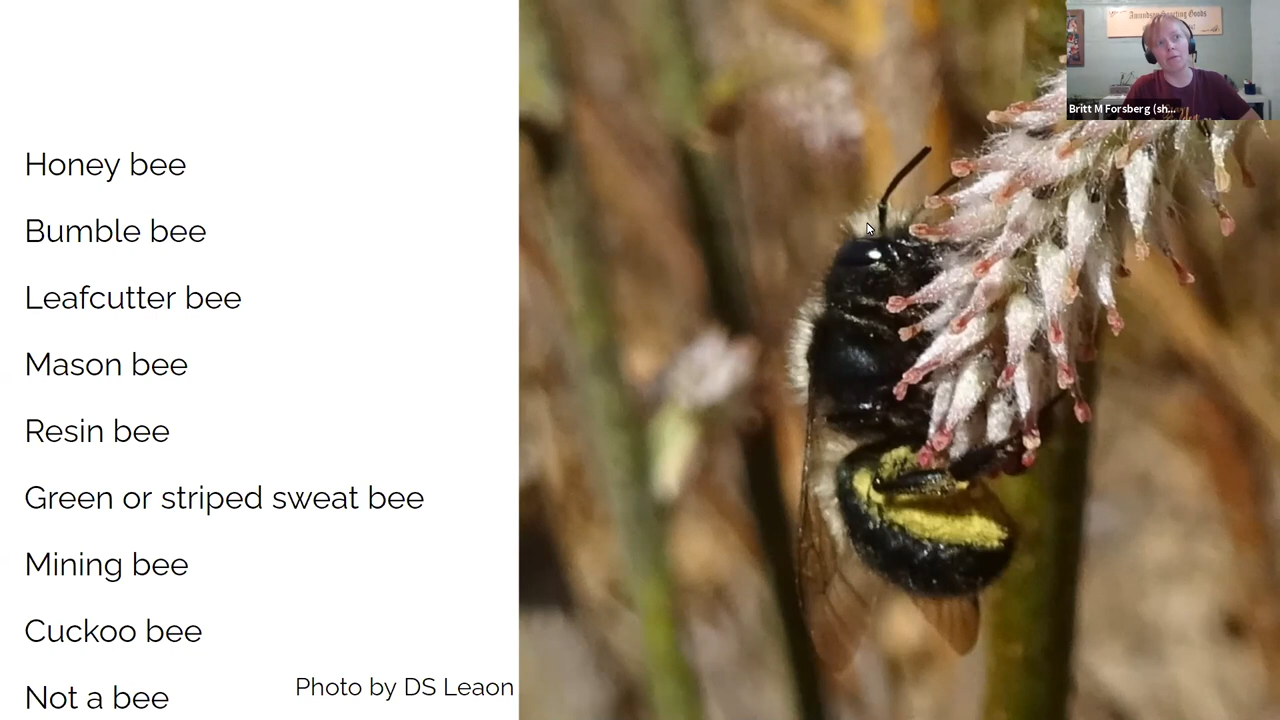 Honey bee
Bumble bee
Leafcutter bee
Mason bee
Resin bee
Green or striped sweat bee
Mining bee
Cuckoo bee
Not a bee
Photo by DS Leaon
Britt M Forsberg (sh...